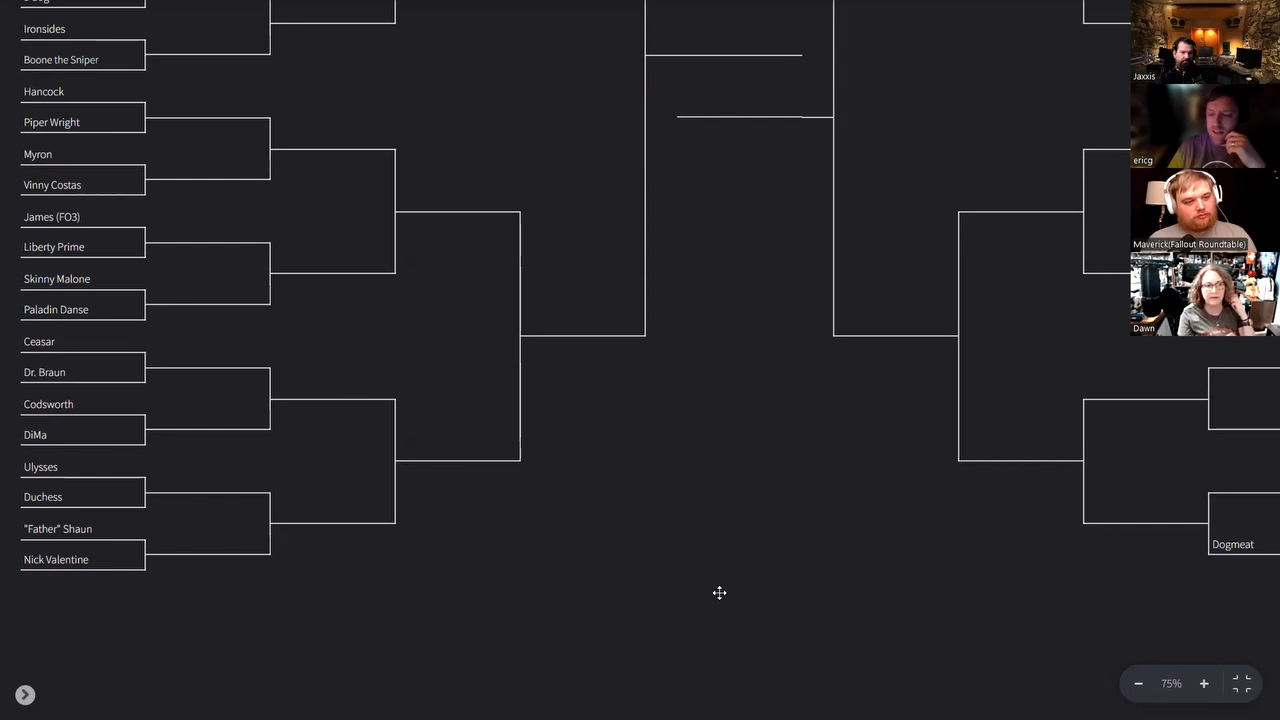 Ironsides
Boone the Sniper
Hancock
Piper Wright
Myron
Vinny Costas
James (FO3)
Liberty Prime
Skinny Malone
Paladin Danse
Ceasar
Dr. Braun
Codsworth
DiMa
Ulysses
Duchess
"Father" Shaun
Nick Valentine
Dogmeat
Jaxxis
ericg
Maverick(Fallout Roundtable)
Dawn
75%